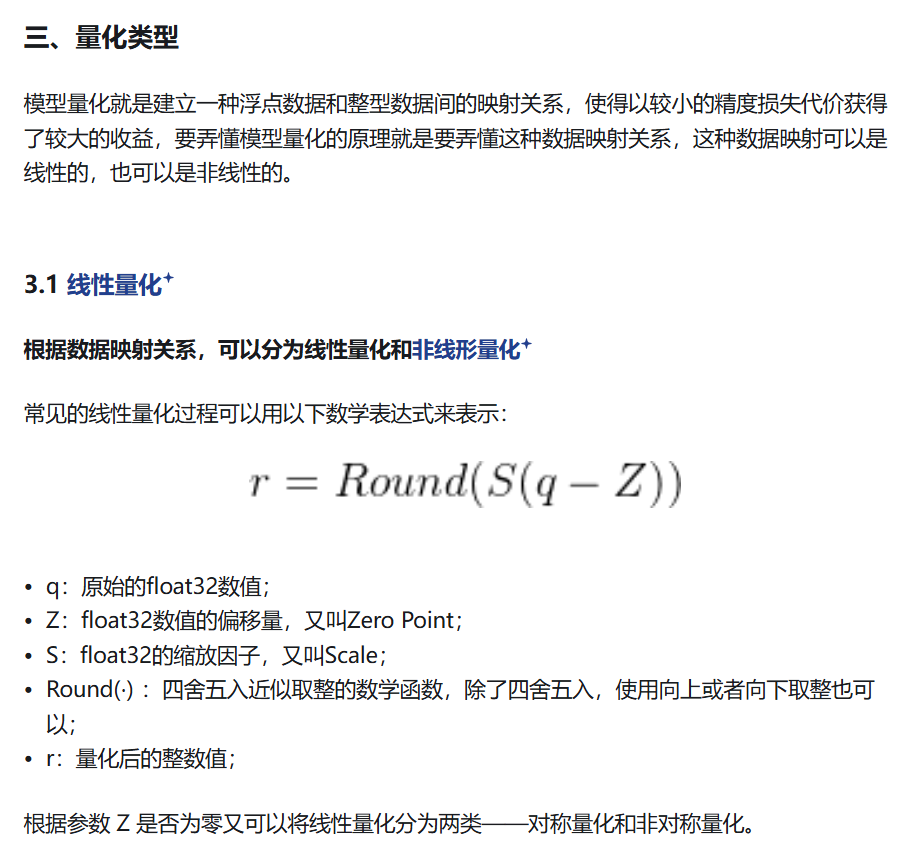 三、量化类型
模型量化就是建立一种浮点数据和整型数据间的映射关系，使得以较小的精度损失代价获得
了较大的收益，要弄懂模型量化的原理就是要弄懂这种数据映射关系，这种数据映射可以是
线性的，也可以是非线性的。
3.1 线性量化
根据数据映射关系，可以分为线性量化和非线形量化
常见的线性量化过程可以用以下数学表达式来表示：
r = Round(S(q − Z))
• q：原始的float32数值；
• Z：float32数值的偏移量，又叫Zero Point；
• S：float32的缩放因子，又叫Scale；
• Round(·) ：四舍五入近似取整的数学函数，除了四舍五入，使用向上或者向下取整也可
以；
• r：量化后的整数值；
根据参数 Z 是否为零又可以将线性量化分为两类——对称量化和非对称量化。